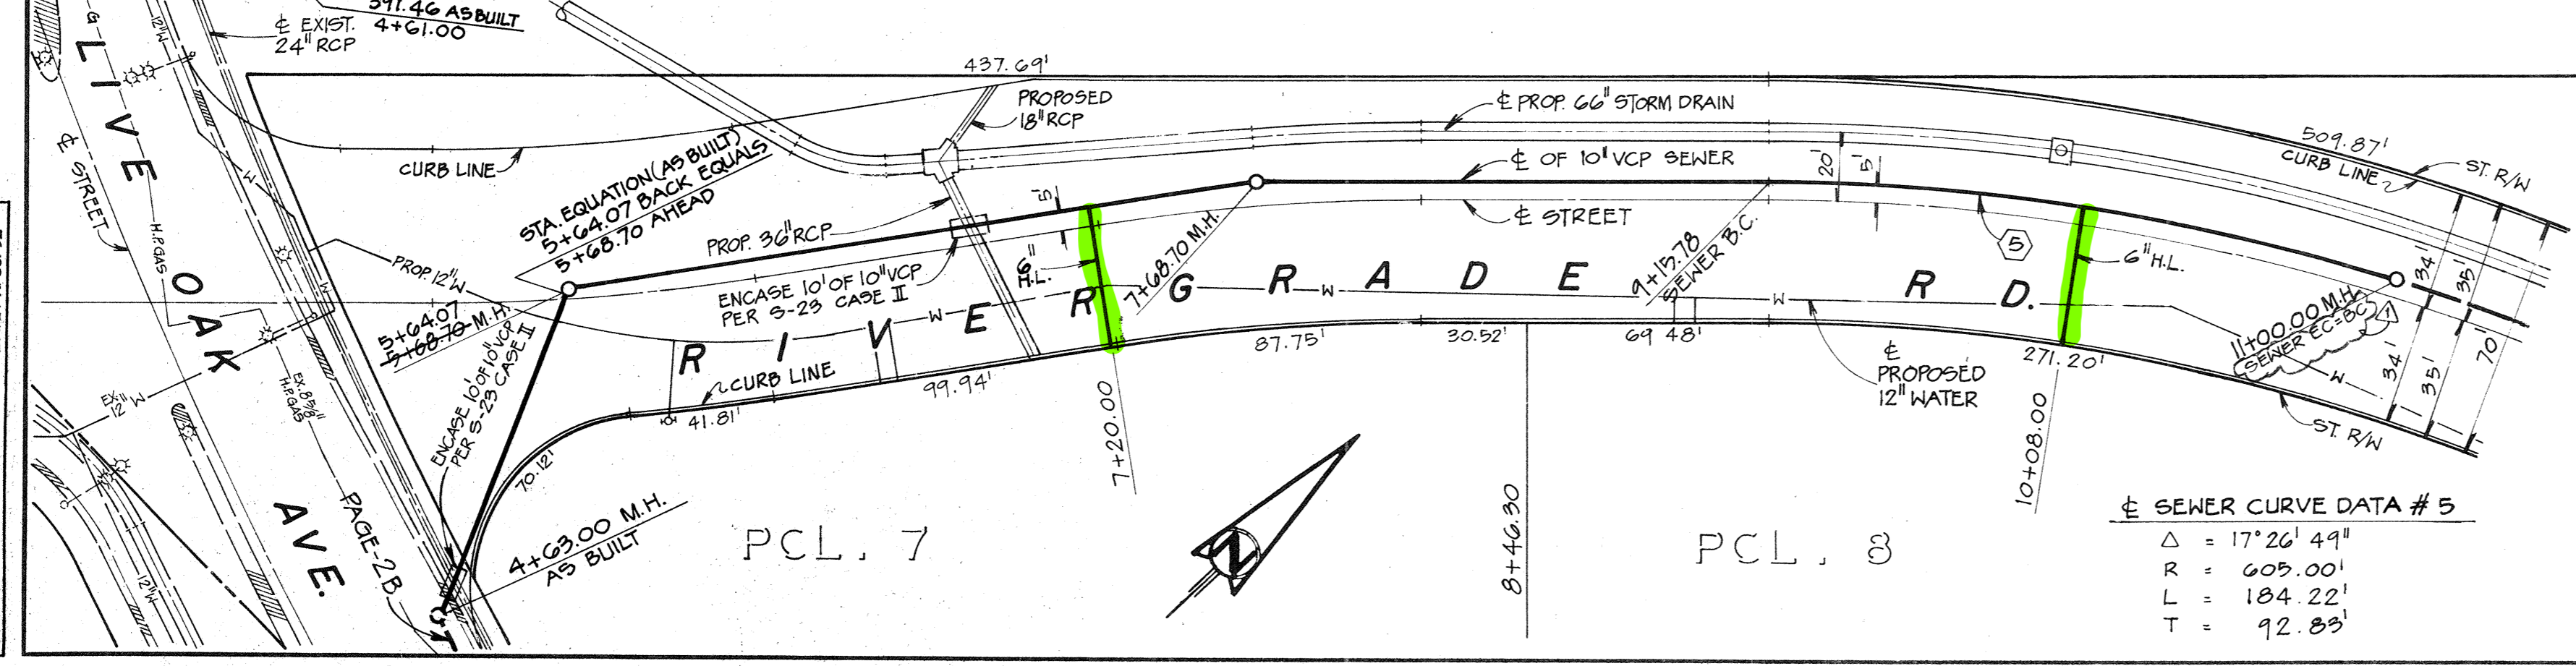 591.46 AS BUILT
4+61.00
℄ EXIST.
24" RCP
12"W
G
LIVE OAK AVE.
℄ STREET
H.P.GAS
W
PROP. 12"W
EX. 8⅝"
H.P.GAS
EX.
12" W
12"W
PAGE-2B
437.69'
PROPOSED
18" RCP
CURB LINE
STA. EQUATION (AS BUILT)
5+64.07 BACK EQUALS
5+68.70 AHEAD
PROP. 36" RCP
5+64.07
5+68.70 M.H.
ENCASE 10' OF 10" VCP
PER S-23 CASE II
ENCASE 10' OF 10" VCP
PER S-23 CASE II
℄ PROP. 66" STORM DRAIN
℄ OF 10" VCP SEWER
℄ STREET
5'
6"
H.L.
7+68.70 M.H.
RIVERGRADE RD.
W
W
W
9+15.78
SEWER B.C.
20'
5'
5
6" H.L.
509.87'
CURB LINE
ST. R/W
34'
35'
70'
34'
35'
11+00.00 M.H.
SEWER EC=BC
1
W
ST. R/W
CURB LINE
70.12'
41.81'
99.94'
87.75'
30.52'
69.48'
271.20'
℄
PROPOSED
12" WATER
7+20.00
8+46.30
10+08.00
4+63.00 M.H.
AS BUILT
PCL. 7
N
PCL. 8
℄ SEWER CURVE DATA # 5
Δ = 17°26' 49"
R = 605.00'
L = 184.22'
T = 92.83'